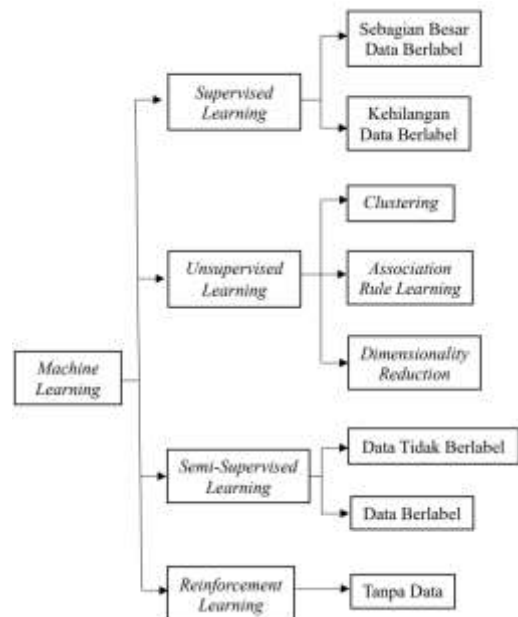 Sebagian Besar
Data Berlabel
Supervised
Learning
Kehilangan
Data Berlabel
Clustering
Unsupervised
Learning
Association
Rule Learning
Dimensionality
Reduction
Machine
Learning
Data Tidak Berlabel
Semi-Supervised
Learning
Data Berlabel
Reinforcement
Learning
Tanpa Data